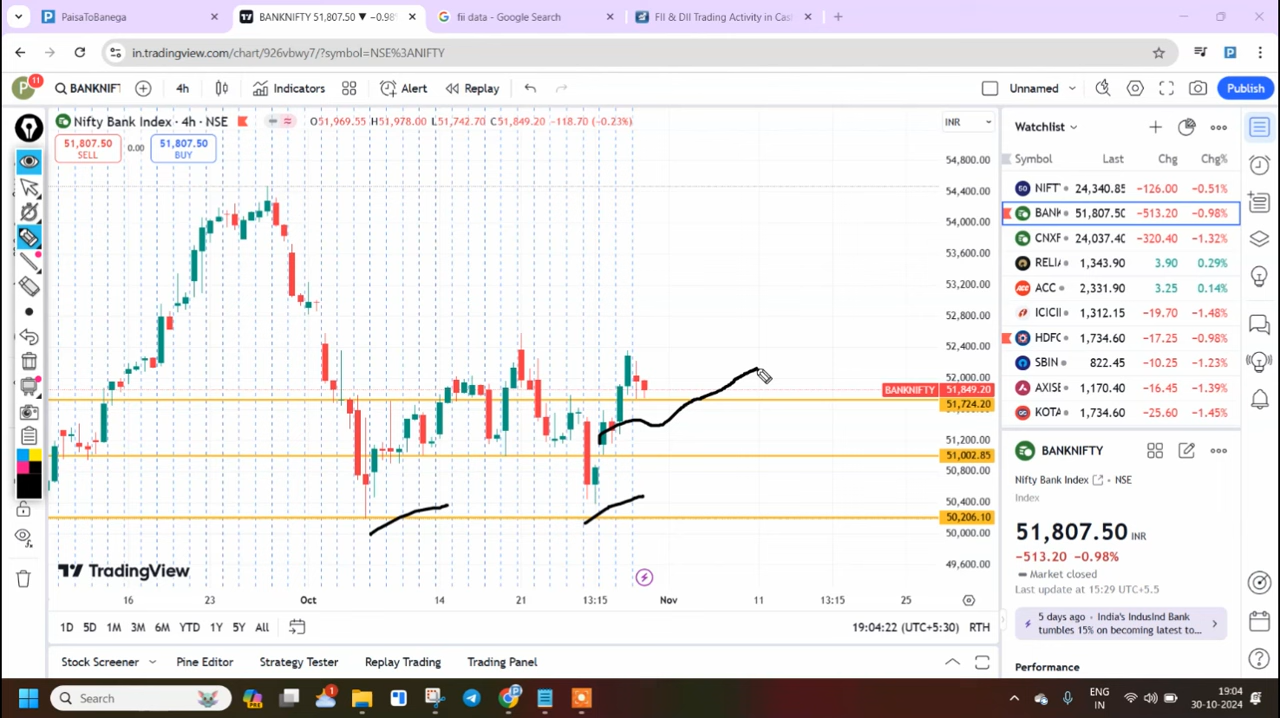 PaisaToBanega
BANKNIFTY 51,807.50 ▼ −0.98%
fii data - Google Search
FII & DII Trading Activity in Cas
in.tradingview.com/chart/926vbwy7/?symbol=NSE%3ANIFTY
P
11
BANKNIFT
4h
Indicators
Alert
Replay
Unnamed
Publish
Nifty Bank Index · 4h · NSE
O51,969.55 H51,978.00 L51,742.70 C51,849.20 −118.70 (−0.23%)
INR
51,807.50
SELL
0.00
51,807.50
BUY
54,800.00
54,400.00
54,000.00
53,600.00
53,200.00
52,800.00
52,400.00
52,000.00
BANKNIFTY 51,849.20
51,724.20
51,200.00
51,002.85
50,800.00
50,400.00
50,206.10
50,000.00
49,600.00
TradingView
16 23 Oct 14 21 13:15 Nov 11 13:15 25
1D 5D 1M 3M 6M YTD 1Y 5Y All
19:04:22 (UTC+5:30) RTH
Stock Screener Pine Editor Strategy Tester Replay Trading Trading Panel
Watchlist
Symbol Last Chg Chg%
NIFT 24,340.85 −126.00 −0.51%
BANK 51,807.50 −513.20 −0.98%
CNXF 24,037.40 −320.40 −1.32%
RELI 1,343.90 3.90 0.29%
ACC 2,331.90 3.25 0.14%
ICICII 1,312.15 −19.70 −1.48%
HDFC 1,734.60 −17.25 −0.98%
SBIN 822.45 −10.25 −1.23%
AXISE 1,170.40 −16.45 −1.39%
KOTA 1,734.60 −25.60 −1.45%
BANKNIFTY
Nifty Bank Index · NSE
Index
51,807.50 INR
−513.20 −0.98%
Market closed
Last update at 15:29 UTC+5.5
5 days ago · India's IndusInd Bank
tumbles 15% on becoming latest to...
Performance
Search
PRE
1
ENG
IN
19:04
30-10-2024